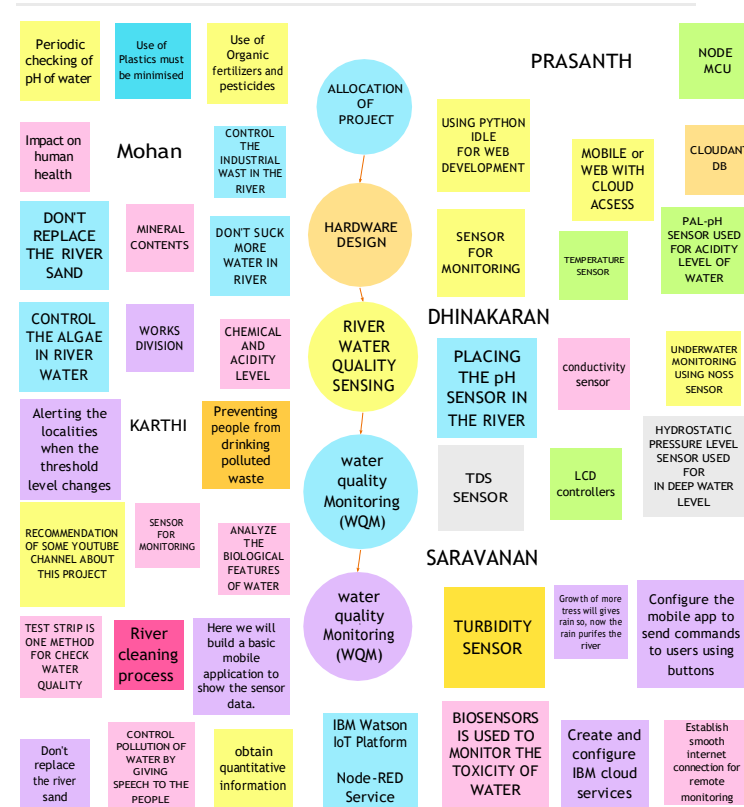 Periodic
checking of
pH of water
Use of
Plastics must
be minimised
Use of
Organic
fertilizers and
pesticides
ALLOCATION
OF
PROJECT
PRASANTH
NODE
MCU
Impact on
human
health
Mohan
CONTROL
THE
INDUSTRIAL
WAST IN THE
RIVER
USING PYTHON
IDLE
FOR WEB
DEVELOPMENT
MOBILE or
WEB WITH
CLOUD
ACSESS
CLOUDANT
DB
DON'T
REPLACE
THE RIVER
SAND
MINERAL
CONTENTS
DON'T SUCK
MORE
WATER IN
RIVER
HARDWARE
DESIGN
SENSOR
FOR
MONITORING
TEMPERATURE
SENSOR
PAL-pH
SENSOR USED
FOR ACIDITY
LEVEL OF
WATER
CONTROL
THE ALGAE
IN RIVER
WATER
WORKS
DIVISION
CHEMICAL
AND
ACIDITY
LEVEL
RIVER
WATER
QUALITY
SENSING
DHINAKARAN
PLACING
THE pH
SENSOR IN
THE RIVER
conductivity
sensor
UNDERWATER
MONITORING
USING NOSS
SENSOR
Alerting the
localities
when the
threshold
level changes
KARTHI
Preventing
people from
drinking
polluted
waste
water
quality
Monitoring
(WQM)
TDS
SENSOR
LCD
controllers
HYDROSTATIC
PRESSURE LEVEL
SENSOR USED
FOR
IN DEEP WATER
LEVEL
RECOMMENDATION
OF SOME YOUTUBE
CHANNEL ABOUT
THIS PROJECT
SENSOR
FOR
MONITORING
ANALYZE
THE
BIOLOGICAL
FEATURES
OF WATER
SARAVANAN
TEST STRIP IS
ONE METHOD
FOR CHECK
WATER
QUALITY
River
cleaning
process
Here we will
build a basic
mobile
application to
show the sensor
data.
water
quality
Monitoring
(WQM)
TURBIDITY
SENSOR
Growth of more
tress will gives
rain so, now the
rain purifes the
river
Configure the
mobile app to
send commands
to users using
buttons
Don't
replace
the river
sand
CONTROL
POLLUTION OF
WATER BY
GIVING
SPEECH TO THE
PEOPLE
obtain
quantitative
information
IBM Watson
IoT Platform
Node-RED
Service
BIOSENSORS
IS USED TO
MONITOR THE
TOXICITY OF
WATER
Create and
configure
IBM cloud
services
Establish
smooth
internet
connection for
remote
monitoring